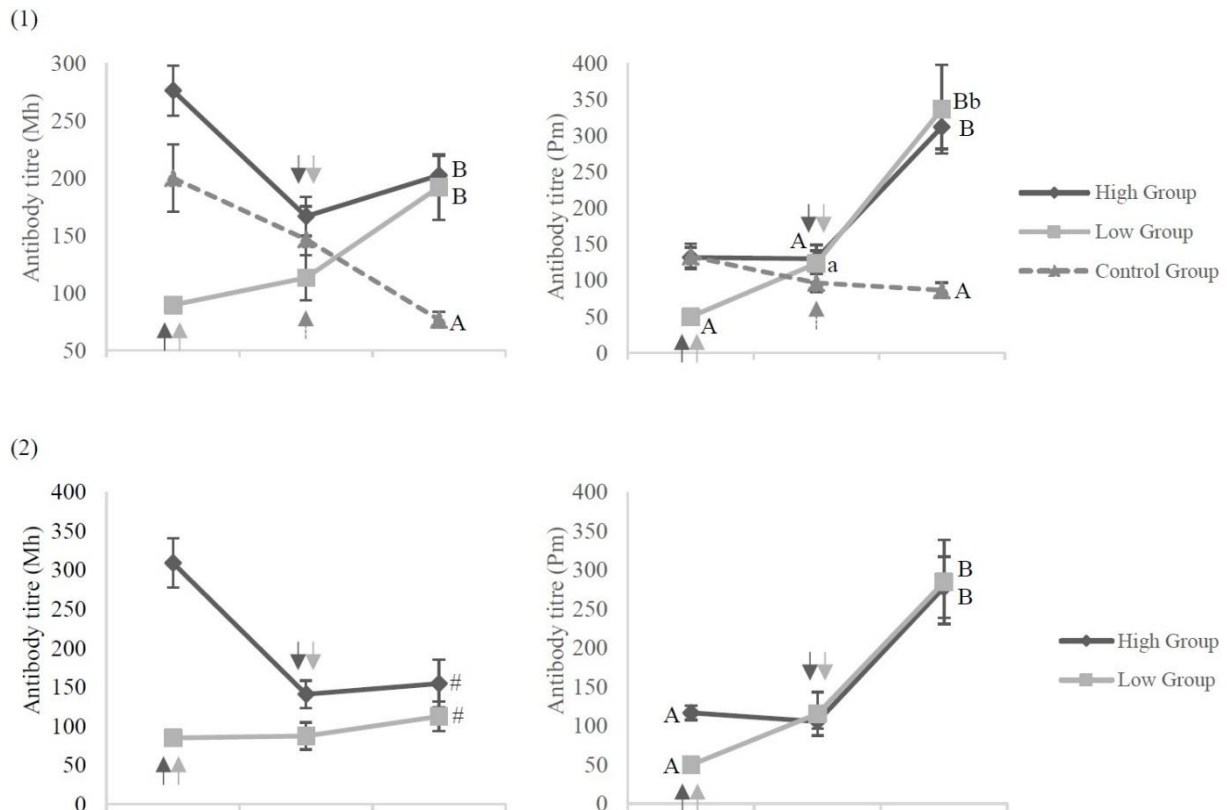 (1)
Antibody titre (Mh)
300
250
200
150
100
50
B
B
A
Antibody titre (Pm)
400
350
300
250
200
150
100
50
0
A
A
a
Bb
B
A
High Group
Low Group
Control Group
(2)
Antibody titre (Mh)
400
350
300
250
200
150
100
50
0
#
#
Antibody titre (Pm)
400
350
300
250
200
150
100
50
0
A
A
B
B
High Group
Low Group